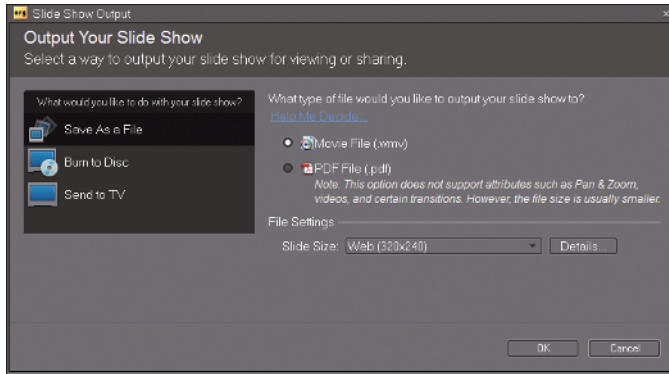 Slide Show Output
Output Your Slide Show
Select a way to output your slide show for viewing or sharing.
What would you like to do with your slide show?
Save As a File
Burn to Disc
Send to TV
What type of file would you like to output your slide show to?
Help Me Decide...
Movie File (.wmv)
PDF File (.pdf)
Note: This option does not support attributes such as Pan & Zoom,
videos, and certain transitions. However, the file size is usually smaller.
File Settings
Slide Size: Web (320x240)
Details...
OK
Cancel